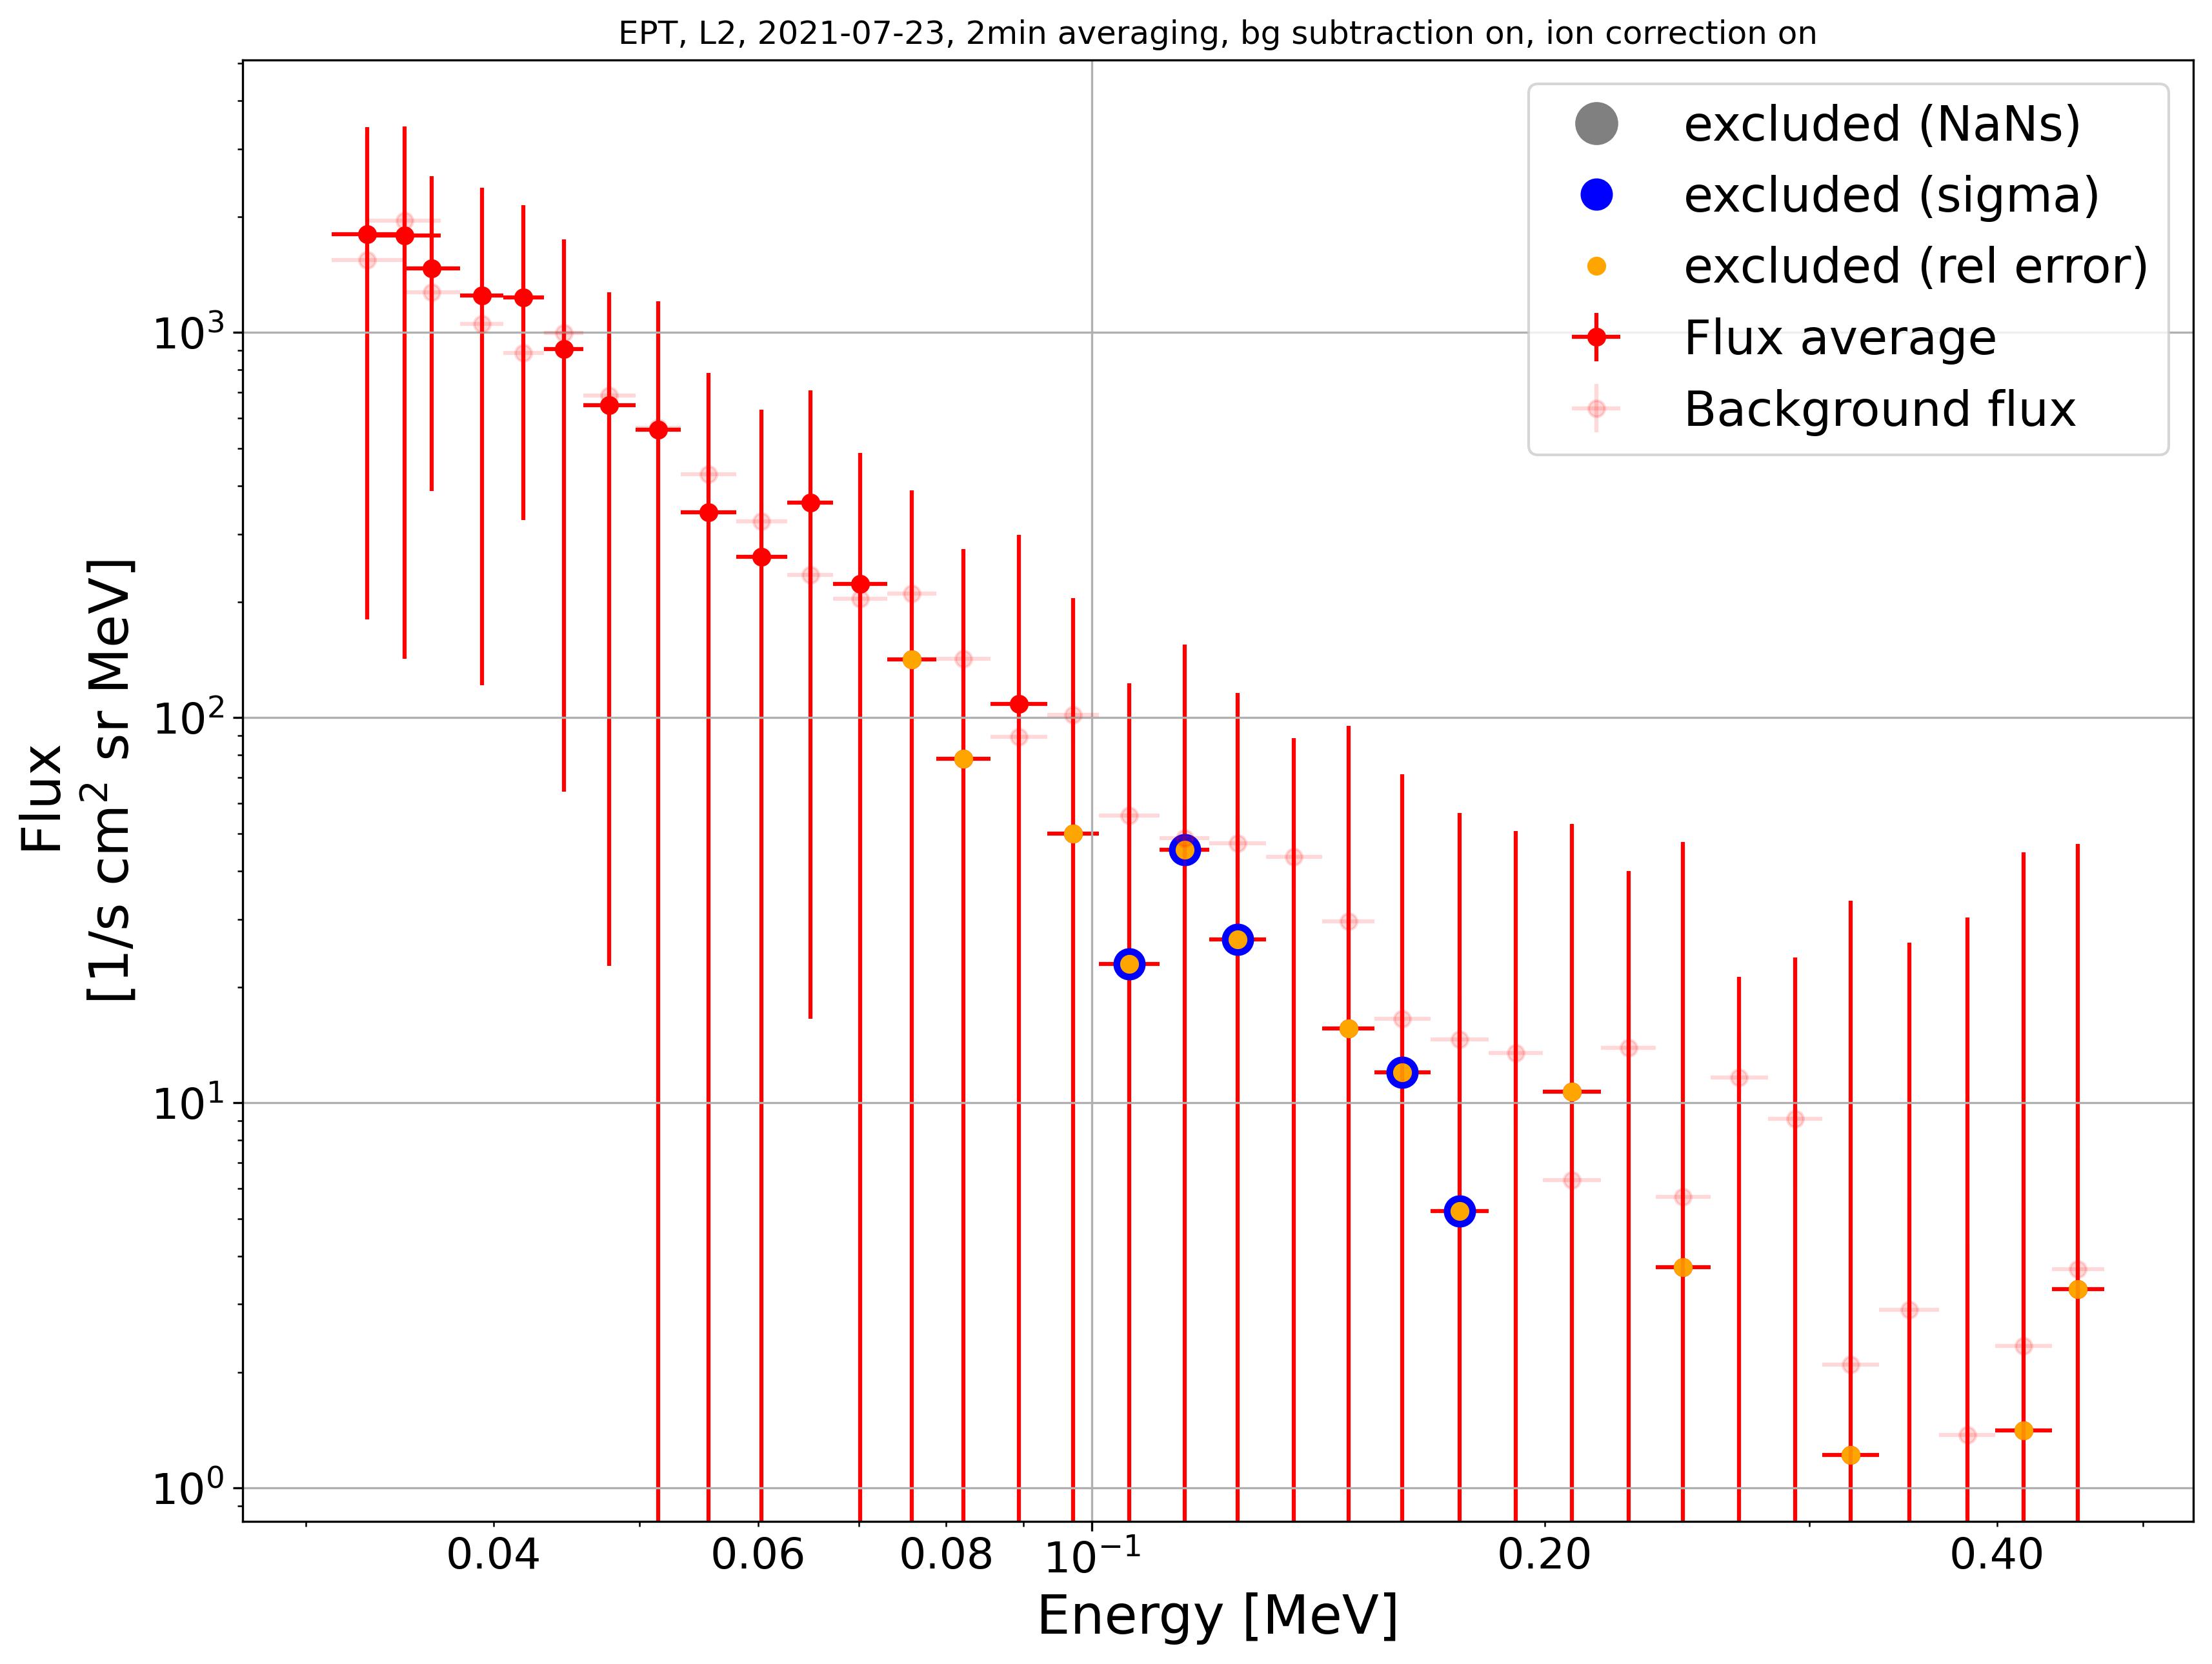 EPT, L2, 2021-07-23, 2min averaging, bg subtraction on, ion correction on
excluded (NaNs)
excluded (sigma)
excluded (rel error)
Flux average
Background flux
10³
10²
10¹
10⁰
Flux
[1/s cm² sr MeV]
0.04 0.06 0.08 10⁻¹ 0.20 0.40
Energy [MeV]